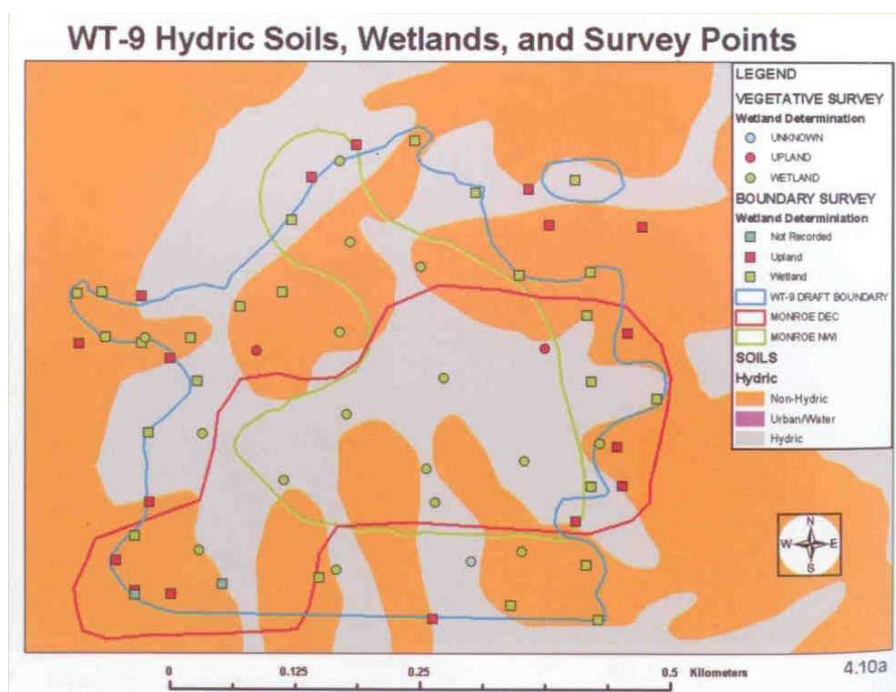 WT-9 Hydric Soils, Wetlands, and Survey Points
LEGEND
VEGETATIVE SURVEY
Wetland Determination
UNKNOWN
UPLAND
WETLAND
BOUNDARY SURVEY
Wetland Determiniation
Not Recorded
Upland
Wetland
WT-9 DRAFT BOUNDARY
MONROE DEC
MONROE NWI
SOILS
Hydric
Non-Hydric
Urban/Water
Hydric
N
W E
S
0 0.125 0.25 0.5 Kilometers
4.10a